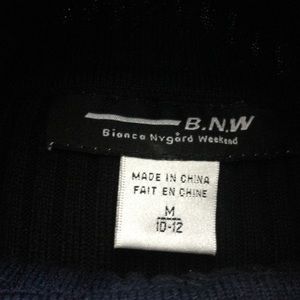 B.N.W
Bianca Nygård Weekend
MADE IN CHINA
FAIT EN CHINE
M
10-12